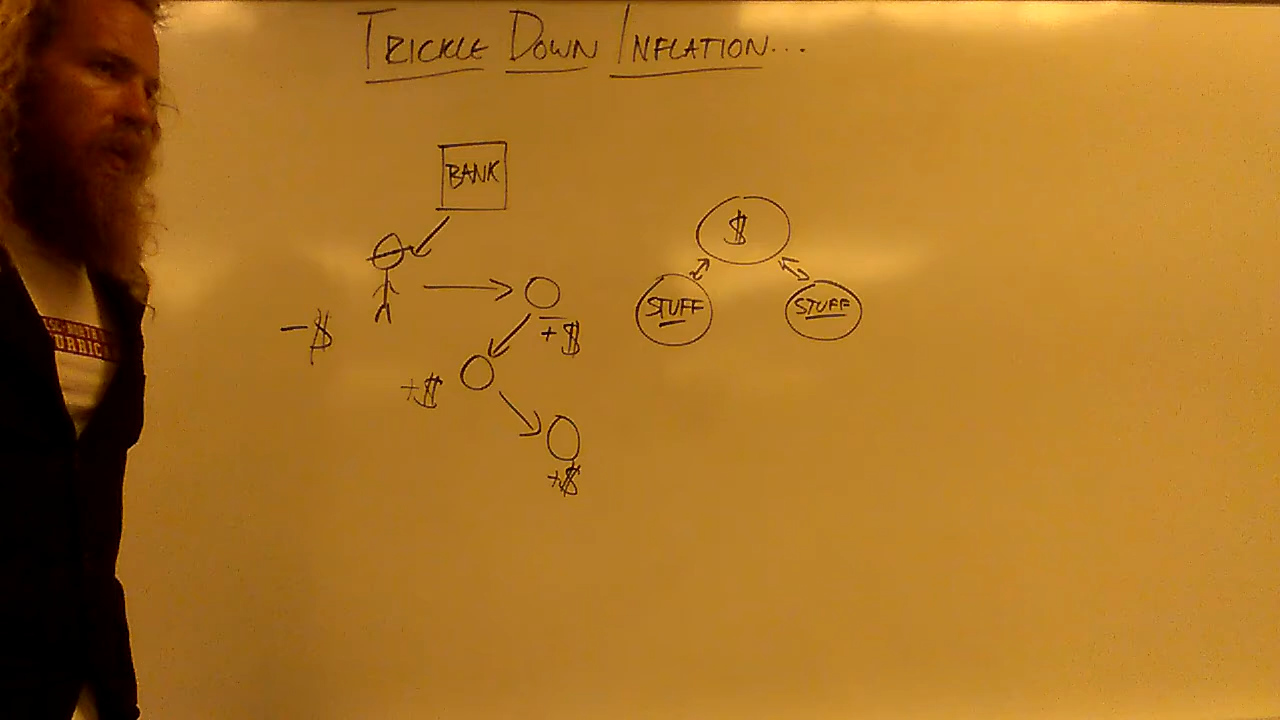 TRICKLE DOWN INFLATION...
BANK
$
STUFF
STUFF
-$
+$
+$
+$